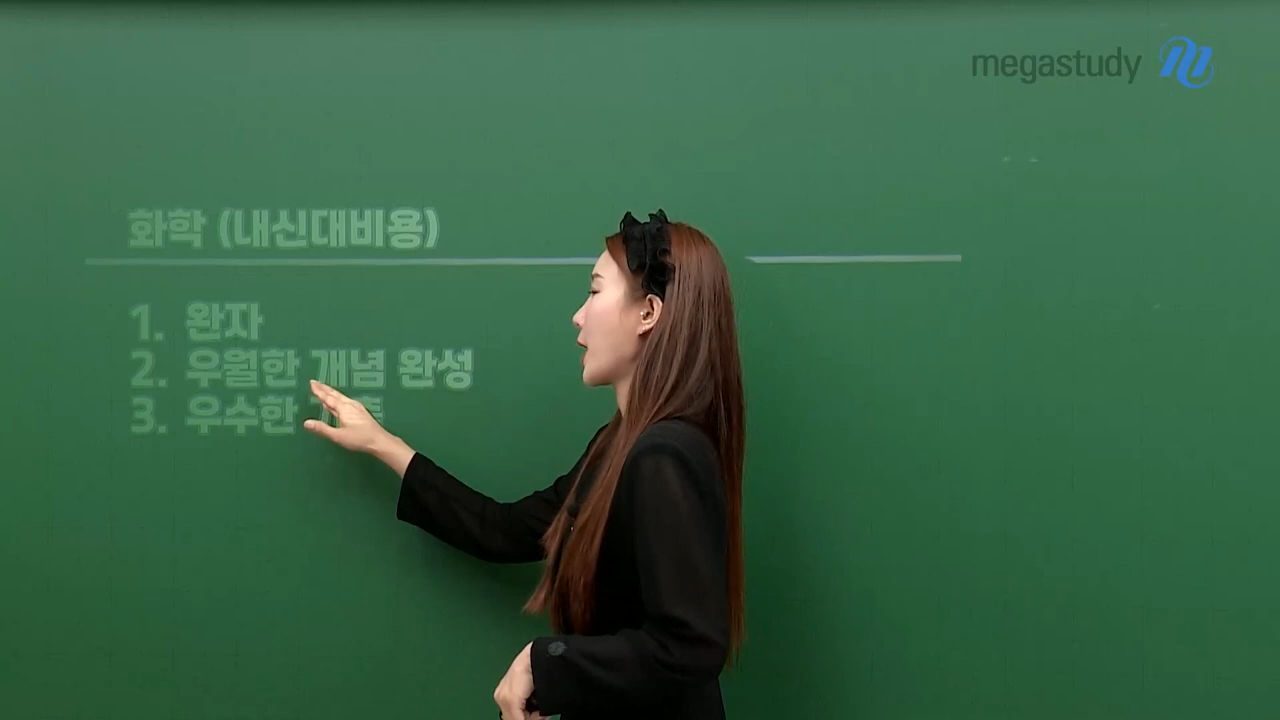 megastudy
화학 (내신대비용)
1. 완자
2. 우월한 개념 완성
3. 우수한